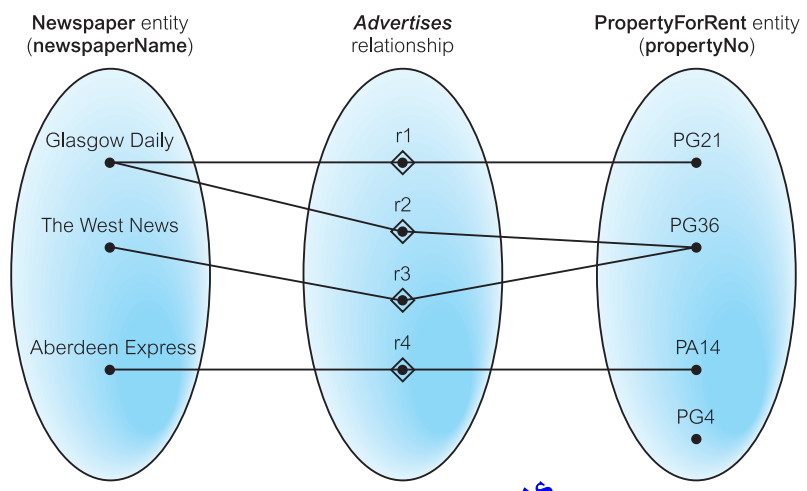 Newspaper entity
(newspaperName)
Advertises
relationship
PropertyForRent entity
(propertyNo)
Glasgow Daily
r1
PG21
r2
The West News
PG36
r3
Aberdeen Express
r4
PA14
PG4